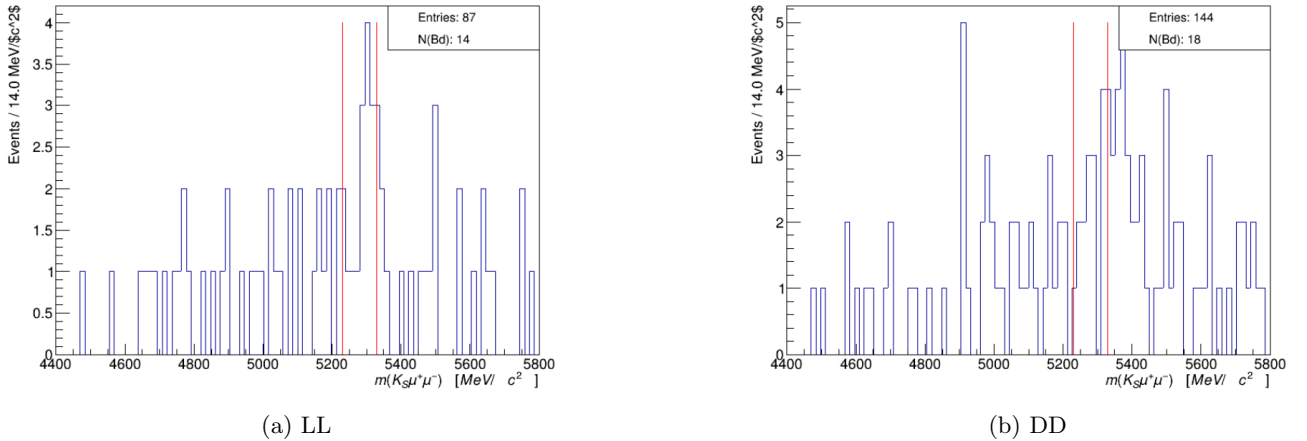 Entries: 87
N(Bd): 14
Events / 14.0 MeV/$c^2$
4
3.5
3
2.5
2
1.5
1
0.5
0
4400 4600 4800 5000 5200 5400 5600 5800
m(K_Sμ⁺μ⁻) [MeV/ c² ]
(a) LL
Entries: 144
N(Bd): 18
Events / 14.0 MeV/$c^2$
5
4
3
2
1
0
4400 4600 4800 5000 5200 5400 5600 5800
m(K_Sμ⁺μ⁻) [MeV/ c² ]
(b) DD